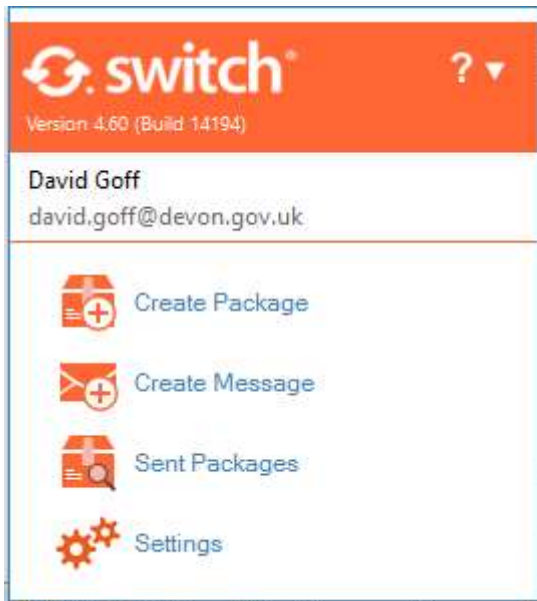 switch®
? ▼
Version 4.60 (Build 14194)
David Goff
david.goff@devon.gov.uk
Create Package
Create Message
Sent Packages
Settings